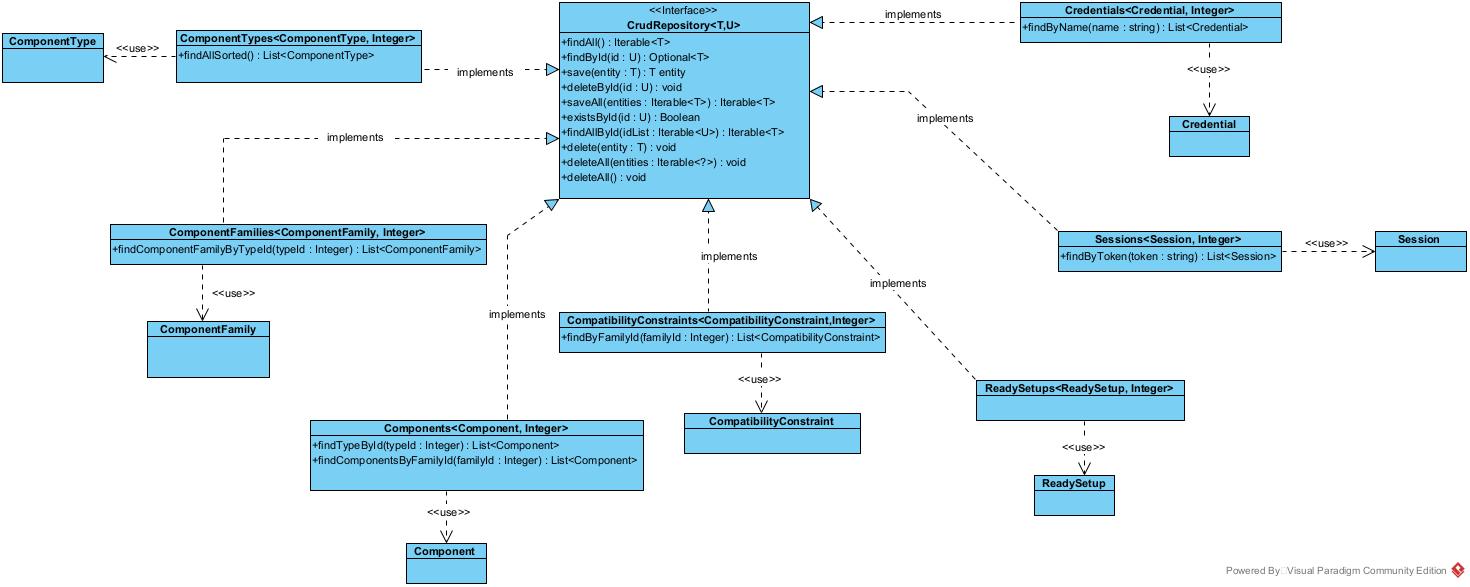 <<Interface>>
CrudRepository<T,U>
+findAll() : Iterable<T>
+findById(id : U) : Optional<T>
+save(entity : T) : T entity
+deleteById(id : U) : void
+saveAll(entities : Iterable<T>) : Iterable<T>
+existsById(id : U) : Boolean
+findAllById(idList : Iterable<U>) : Iterable<T>
+delete(entity : T) : void
+deleteAll(entities : Iterable<?>) : void
+deleteAll() : void
ComponentType
<<use>>
ComponentTypes<ComponentType, Integer>
+findAllSorted() : List<ComponentType>
implements
implements
Credentials<Credential, Integer>
+findByName(name : string) : List<Credential>
<<use>>
Credential
implements
implements
ComponentFamilies<ComponentFamily, Integer>
+findComponentFamilyByTypeId(typeId : Integer) : List<ComponentFamily>
<<use>>
ComponentFamily
Sessions<Session, Integer>
+findByToken(token : string) : List<Session>
<<use>>
Session
implements
implements
implements
CompatibilityConstraints<CompatibilityConstraint,Integer>
+findByFamilyId(familyId : Integer) : List<CompatibilityConstraint>
<<use>>
CompatibilityConstraint
ReadySetups<ReadySetup, Integer>
<<use>>
ReadySetup
Components<Component, Integer>
+findTypeById(typeId : Integer) : List<Component>
+findComponentsByFamilyId(familyId : Integer) : List<Component>
<<use>>
Component
Powered By Visual Paradigm Community Edition